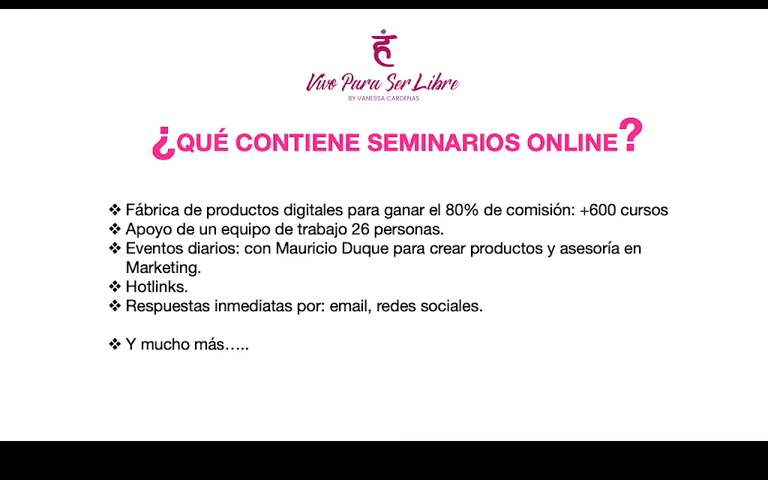 हं
Vivo Para Ser Libre
BY VANESSA CARDENAS
¿QUÉ CONTIENE SEMINARIOS ONLINE?
❖ Fábrica de productos digitales para ganar el 80% de comisión: +600 cursos
❖ Apoyo de un equipo de trabajo 26 personas.
❖ Eventos diarios: con Mauricio Duque para crear productos y asesoría en
Marketing.
❖ Hotlinks.
❖ Respuestas inmediatas por: email, redes sociales.
❖ Y mucho más…..